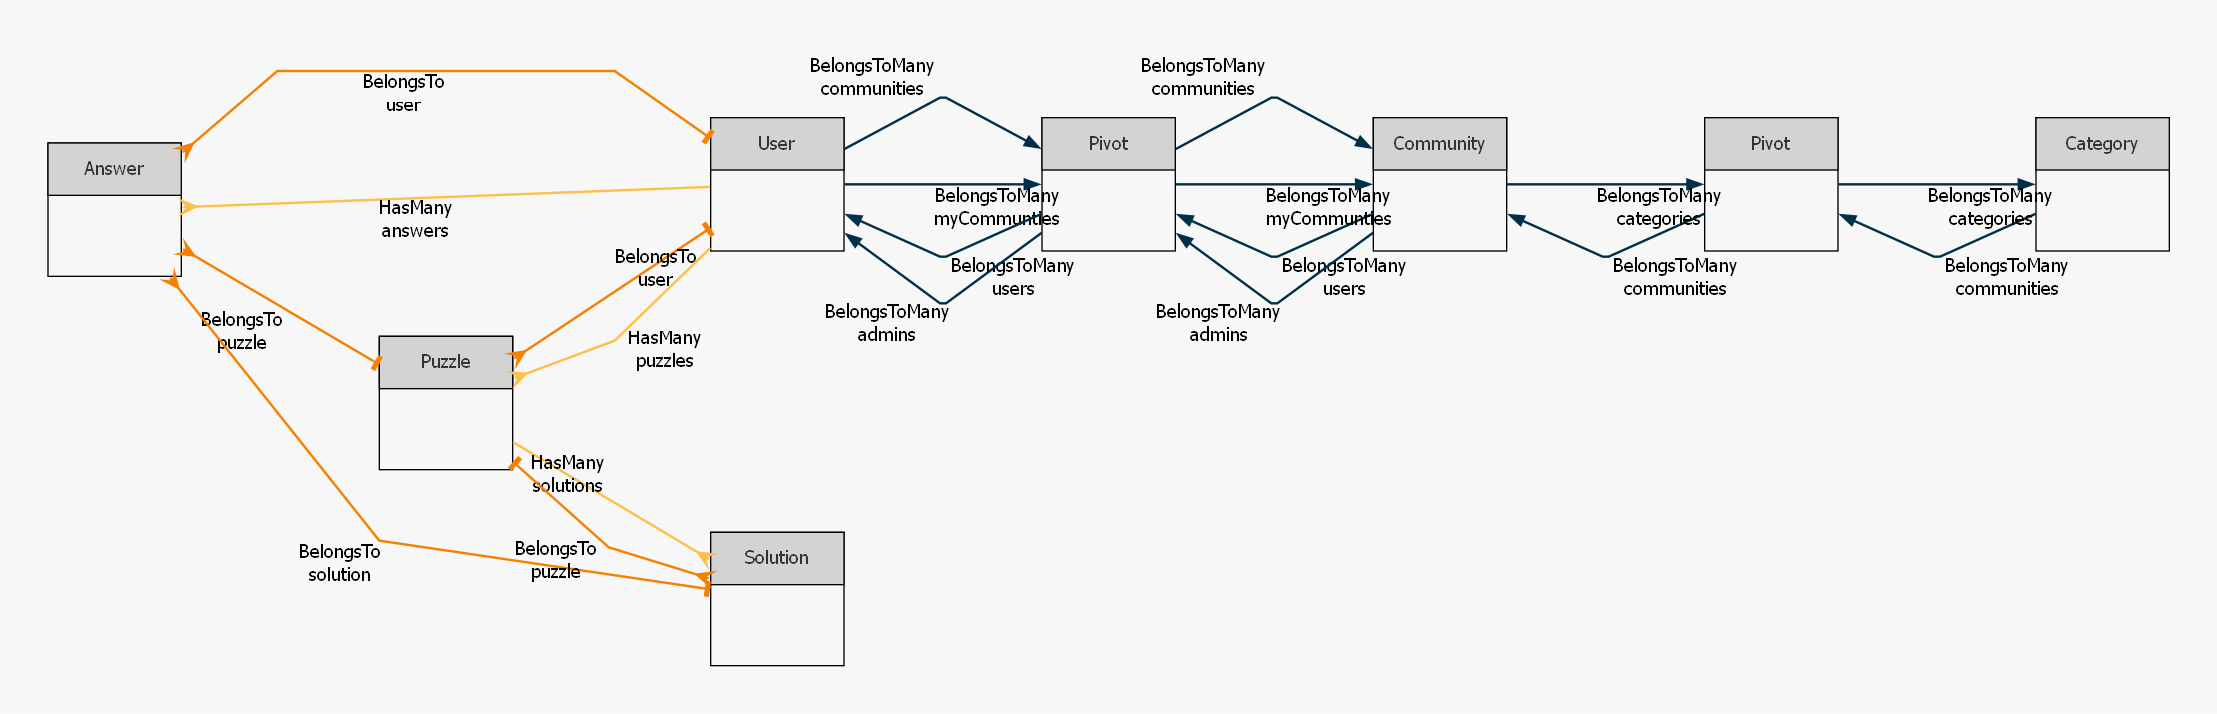 BelongsToMany
communities
BelongsToMany
communities
BelongsTo
user
User
Pivot
Community
Pivot
Category
Answer
BelongsToMany
myCommunties
BelongsToMany
myCommunties
BelongsToMany
categories
BelongsToMany
categories
HasMany
answers
BelongsTo
user
BelongsToMany
users
BelongsToMany
users
BelongsToMany
communities
BelongsToMany
communities
BelongsToMany
admins
BelongsToMany
admins
BelongsTo
puzzle
HasMany
puzzles
Puzzle
HasMany
solutions
BelongsTo
solution
BelongsTo
puzzle
Solution